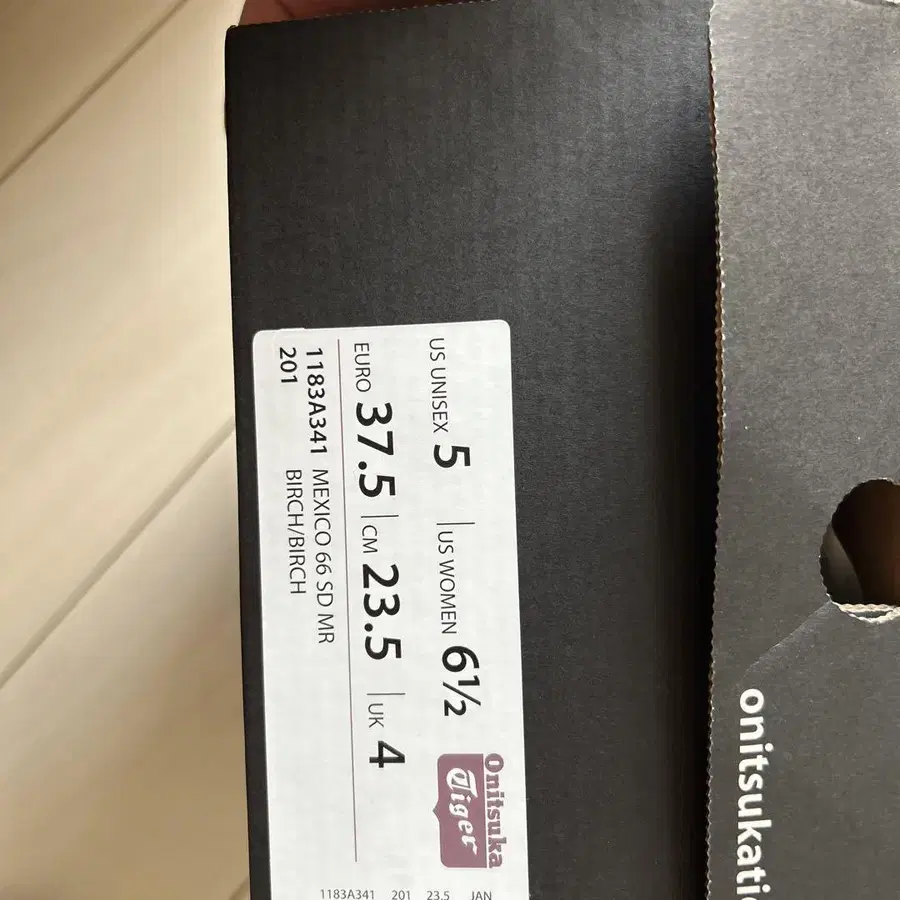 US UNISEX 5 | US WOMEN 6½
EURO 37.5 | CM 23.5 | UK 4
1183A341 MEXICO 66 SD MR
201 BIRCH/BIRCH
Onitsuka
Tiger
1183A341 201 23.5 JAN
onitsukati